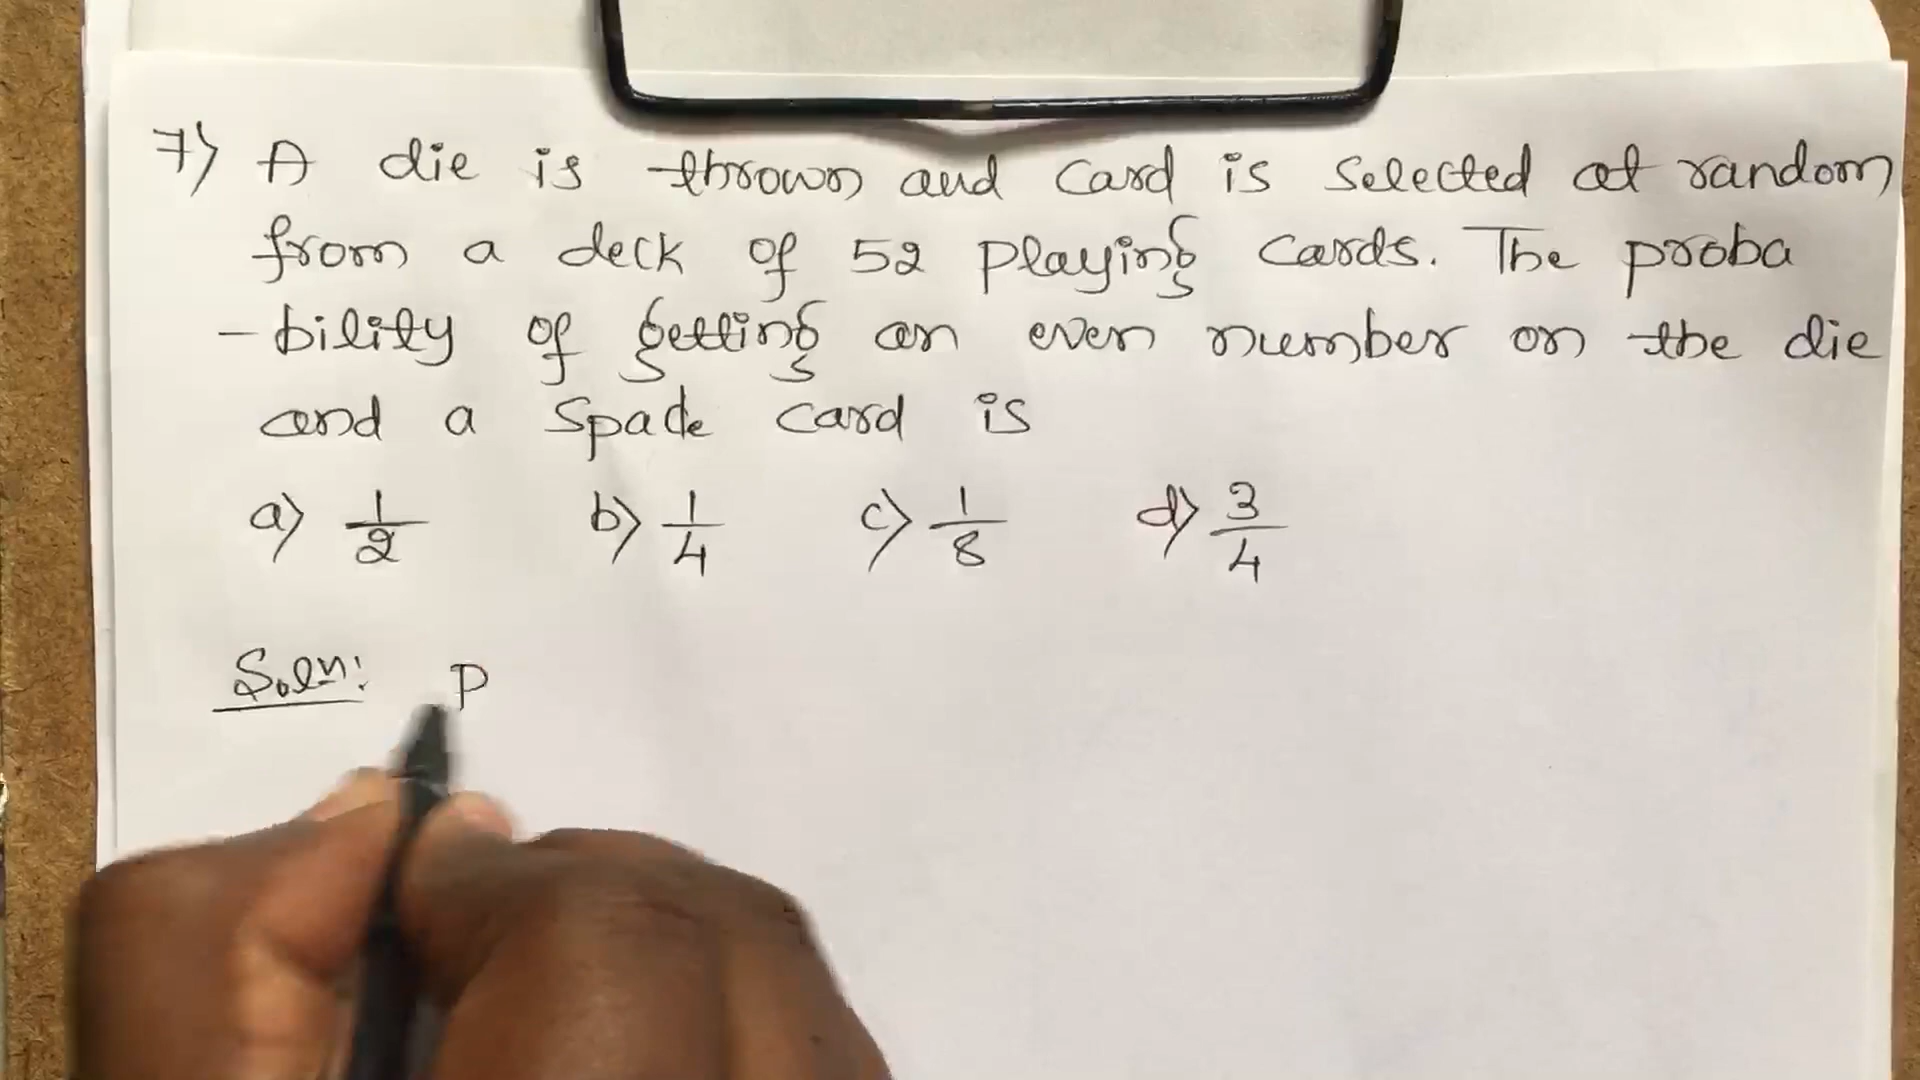 7) A die is thrown and card is selected at random
from a deck of 52 playing cards. The proba
-bility of getting an even number on the die
and a spade card is
a) 1/2 b) 1/4 c) 1/8 d) 3/4
Soln: P